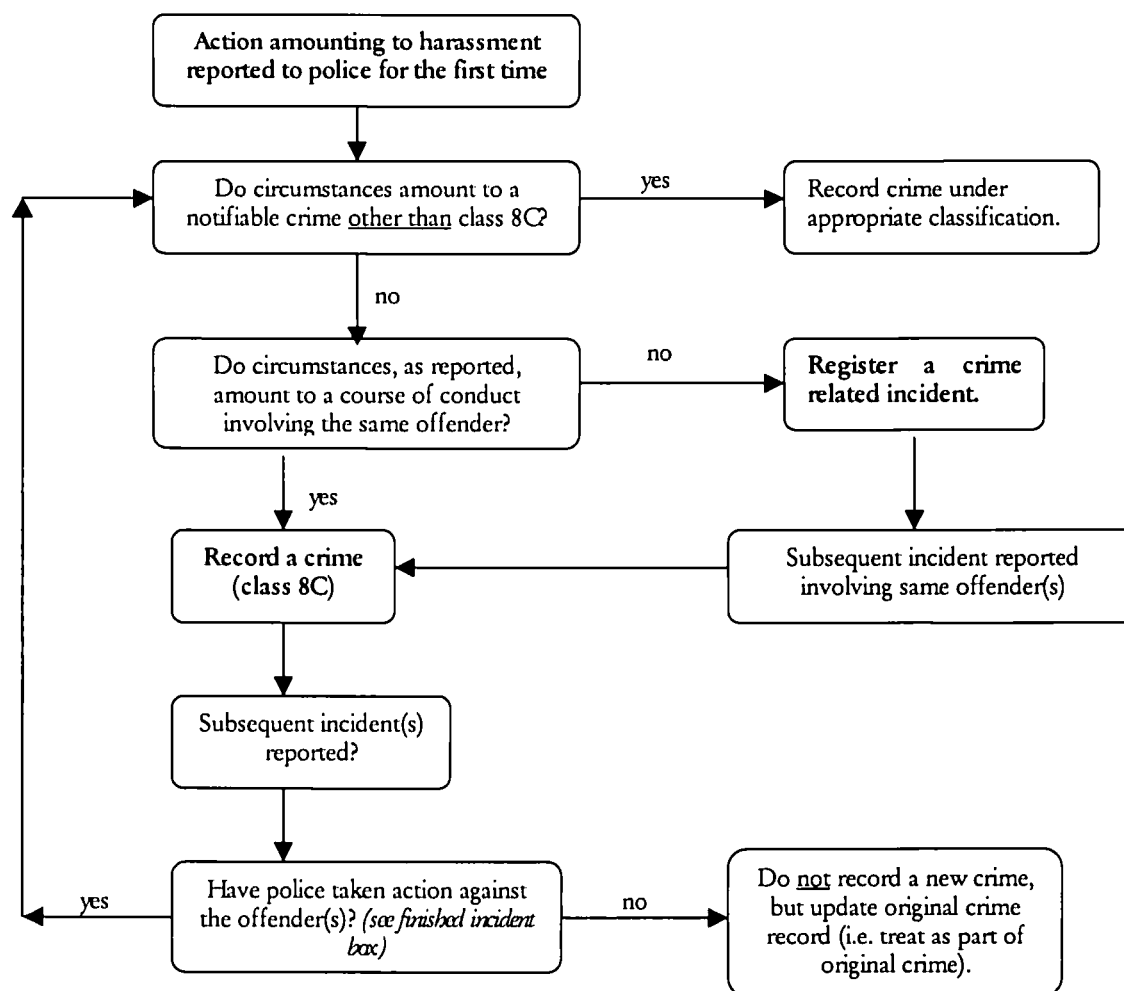 Action amounting to harassment
reported to police for the first time
Do circumstances amount to a
notifiable crime other than class 8C?
yes
Record crime under
appropriate classification.
no
Do circumstances, as reported,
amount to a course of conduct
involving the same offender?
no
Register a crime
related incident.
yes
Record a crime
(class 8C)
Subsequent incident reported
involving same offender(s)
Subsequent incident(s)
reported?
Have police taken action against
the offender(s)? (see finished incident
box)
yes
no
Do not record a new crime,
but update original crime
record (i.e. treat as part of
original crime).